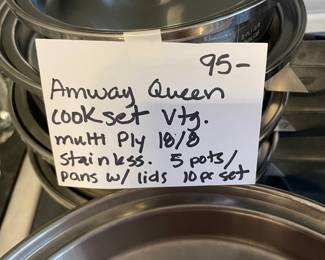 95-
Amway Queen
cookset Vtg.
multi Ply 18/8
Stainless. 5 pots/
pans w/ lids 10 pc set